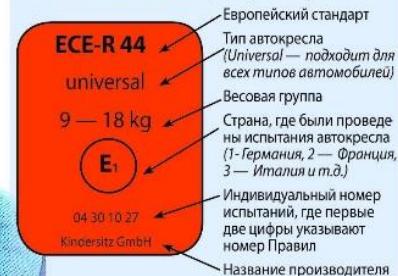 ECE-R 44
universal
9 — 18 kg
E1
04 30 10 27
Kindersitz GmbH
Европейский стандарт
Тип автокресла
(Universal — подходит для
всех типов автомобилей)
Весовая группа
Страна, где были проведе
ны испытания автокресла
(1- Германия, 2 — Франция,
3 — Италия и т.д.)
Индивидуальный номер
испытаний, где первые
две цифры указывают
номер Правил
Название производителя